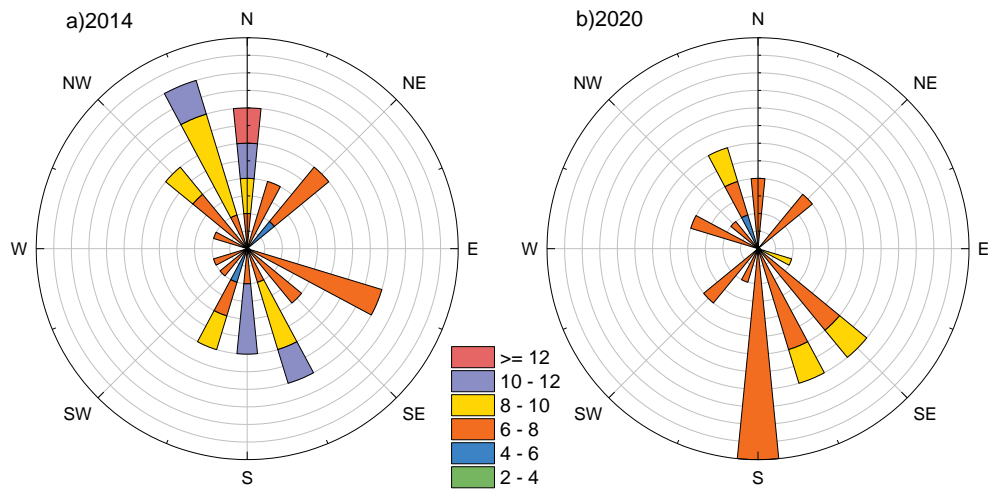 a)2014
N
NE
E
SE
S
SW
W
NW
b)2020
N
NE
E
SE
S
SW
W
NW
>= 12
10 - 12
8 - 10
6 - 8
4 - 6
2 - 4